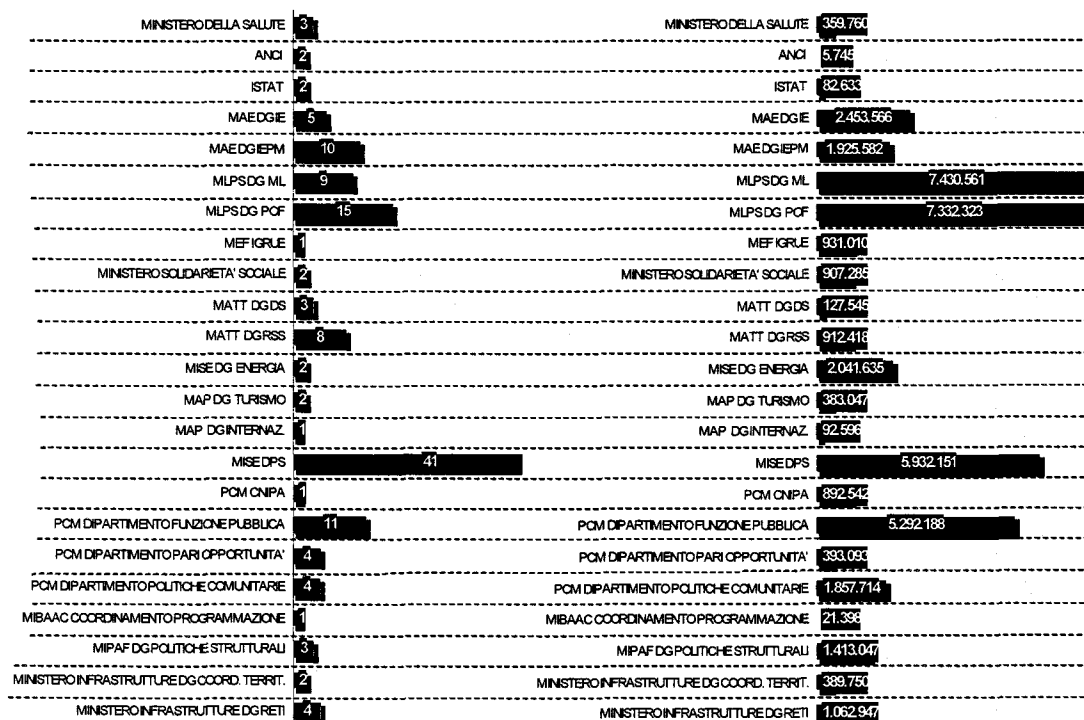 MINISTERO DELLA SALUTE 3 MINISTERO DELLA SALUTE 359.760
ANCI 2 ANCI 5.745
ISTAT 2 ISTAT 82.633
MAE DGIE 5 MAE DGIE 2.453.566
MAE DGIEPM 10 MAE DGIEPM 1.925.582
MLPS DG ML 9 MLPS DG ML 7.430.561
MLPS DG POF 15 MLPS DG POF 7.332.323
MEF IGRUE 1 MEF IGRUE 931.010
MINISTERO SOLIDARIETA' SOCIALE 2 MINISTERO SOLIDARIETA' SOCIALE 907.285
MATT DGDS 3 MATT DGDS 127.545
MATT DGRSS 8 MATT DGRSS 912.418
MISE DG ENERGIA 2 MISE DG ENERGIA 2.041.635
MAP DG TURISMO 2 MAP DG TURISMO 383.047
MAP DG INTERNAZ. 1 MAP DG INTERNAZ. 92.596
MISE DPS 41 MISE DPS 5.932.151
PCM CNIPA 1 PCM CNIPA 892.542
PCM DIPARTIMENTO FUNZIONE PUBBLICA 11 PCM DIPARTIMENTO FUNZIONE PUBBLICA 5.292.188
PCM DIPARTIMENTO PARI OPPORTUNITA' 4 PCM DIPARTIMENTO PARI OPPORTUNITA' 393.093
PCM DIPARTIMENTO POLITICHE COMUNITARIE 4 PCM DIPARTIMENTO POLITICHE COMUNITARIE 1.857.714
MIBAAC COORDINAMENTO PROGRAMMAZIONE 1 MIBAAC COORDINAMENTO PROGRAMMAZIONE 21.398
MIPAF DG POLITICHE STRUTTURALI 3 MIPAF DG POLITICHE STRUTTURALI 1.413.047
MINISTERO INFRASTRUTTURE DG COORD. TERRIT. 2 MINISTERO INFRASTRUTTURE DG COORD. TERRIT. 389.750
MINISTERO INFRASTRUTTURE DG RETI 4 MINISTERO INFRASTRUTTURE DG RETI 1.062.947